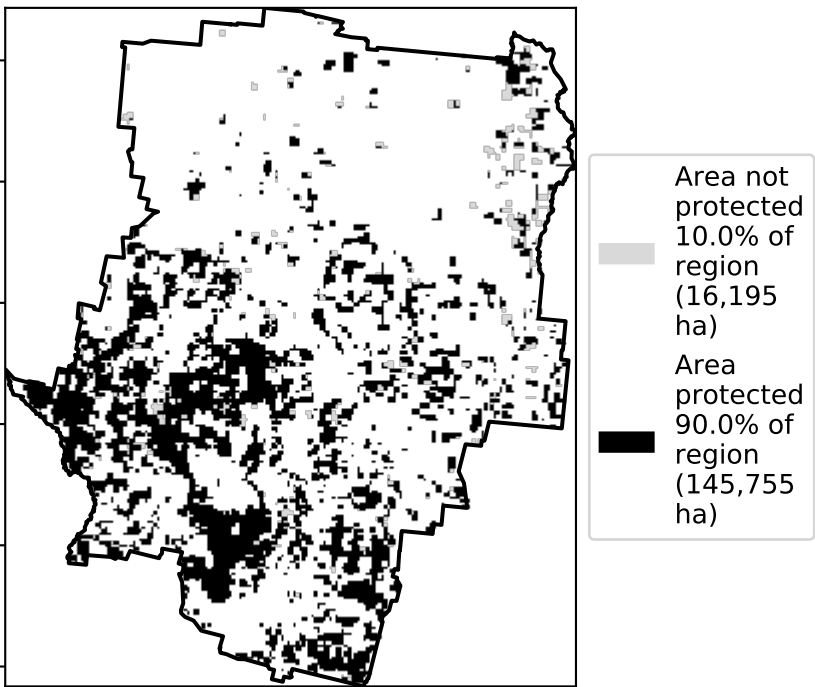 Area not
protected
10.0% of
region
(16,195
ha)
Area
protected
90.0% of
region
(145,755
ha)